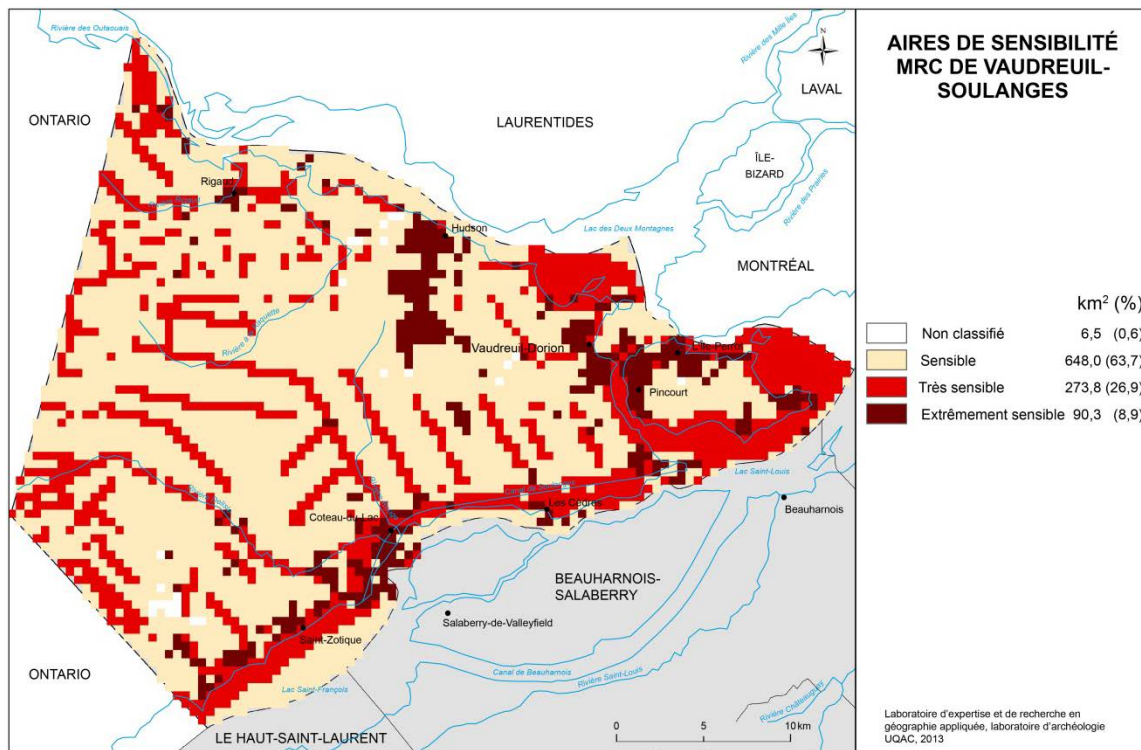 Rivière des Outaouais
Rivière des Mille Îles
N
AIRES DE SENSIBILITÉ
MRC DE VAUDREUIL-
SOULANGES
LAVAL
ONTARIO
LAURENTIDES
ÎLE-
BIZARD
Rivière des Prairies
Rigaud
Hudson
Lac des Deux Montagnes
MONTRÉAL
km² (%)
Non classifié 6,5 (0,6)
Sensible 648,0 (63,7)
Très sensible 273,8 (26,9)
Extrêmement sensible 90,3 (8,9)
Vaudreuil-Dorion
L'Île-Perrot
Pincourt
Lac Saint-Louis
Les Cèdres
Beauharnois
Coteau-du-Lac
BEAUHARNOIS-
SALABERRY
Salaberry-de-Valleyfield
Saint-Zotique
ONTARIO
Canal de Beauharnois
Rivière Saint-Louis
Lac Saint-François
Rivière Châteauguay
0 5 10 km
LE HAUT-SAINT-LAURENT
Laboratoire d'expertise et de recherche en
géographie appliquée, laboratoire d'archéologie
UQAC, 2013